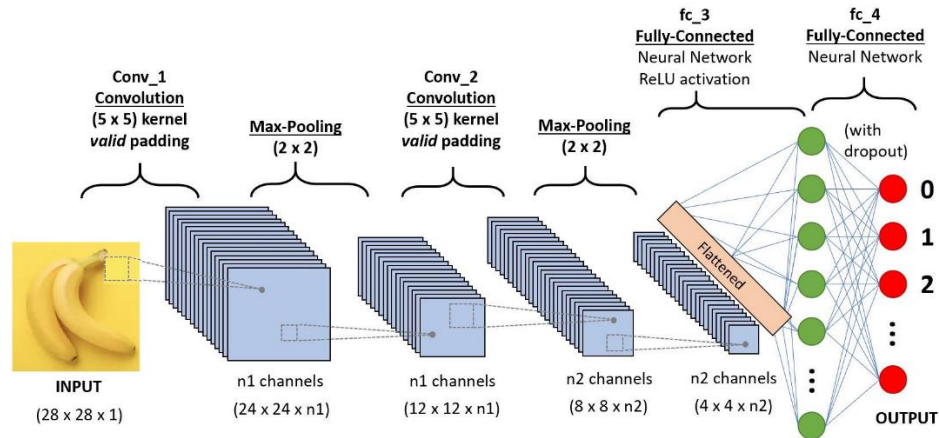 fc_3
Fully-Connected
Neural Network
ReLU activation
fc_4
Fully-Connected
Neural Network
Conv_1
Convolution
(5 x 5) kernel
valid padding
Max-Pooling
(2 x 2)
Conv_2
Convolution
(5 x 5) kernel
valid padding
Max-Pooling
(2 x 2)
(with
dropout)
Flattened
0
1
2
INPUT
(28 x 28 x 1)
n1 channels
(24 x 24 x n1)
n1 channels
(12 x 12 x n1)
n2 channels
(8 x 8 x n2)
n2 channels
(4 x 4 x n2)
OUTPUT